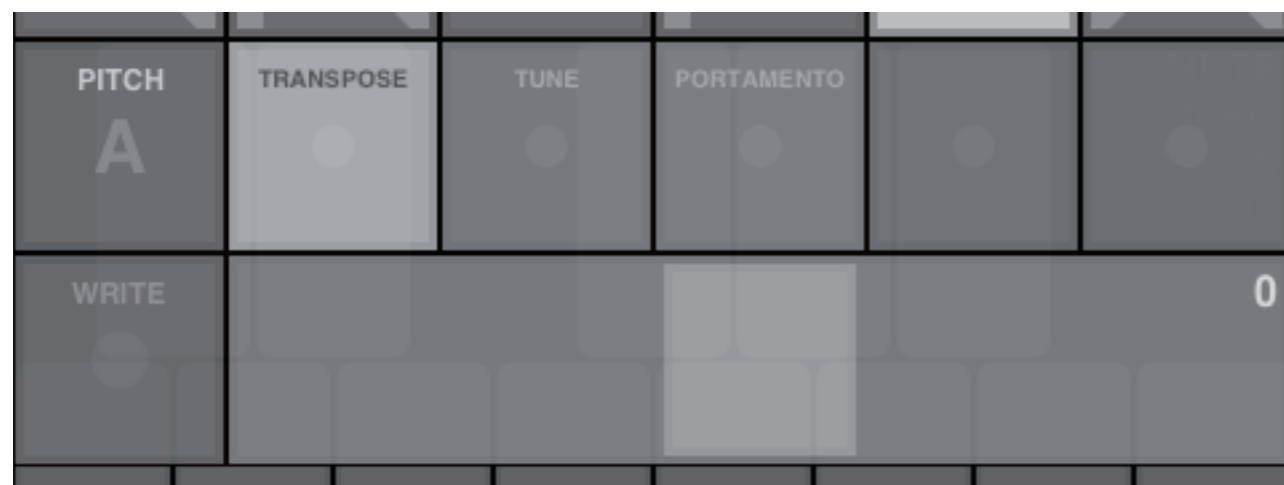 PITCH TRANSPOSE TUNE PORTAMENTO
A
WRITE 0